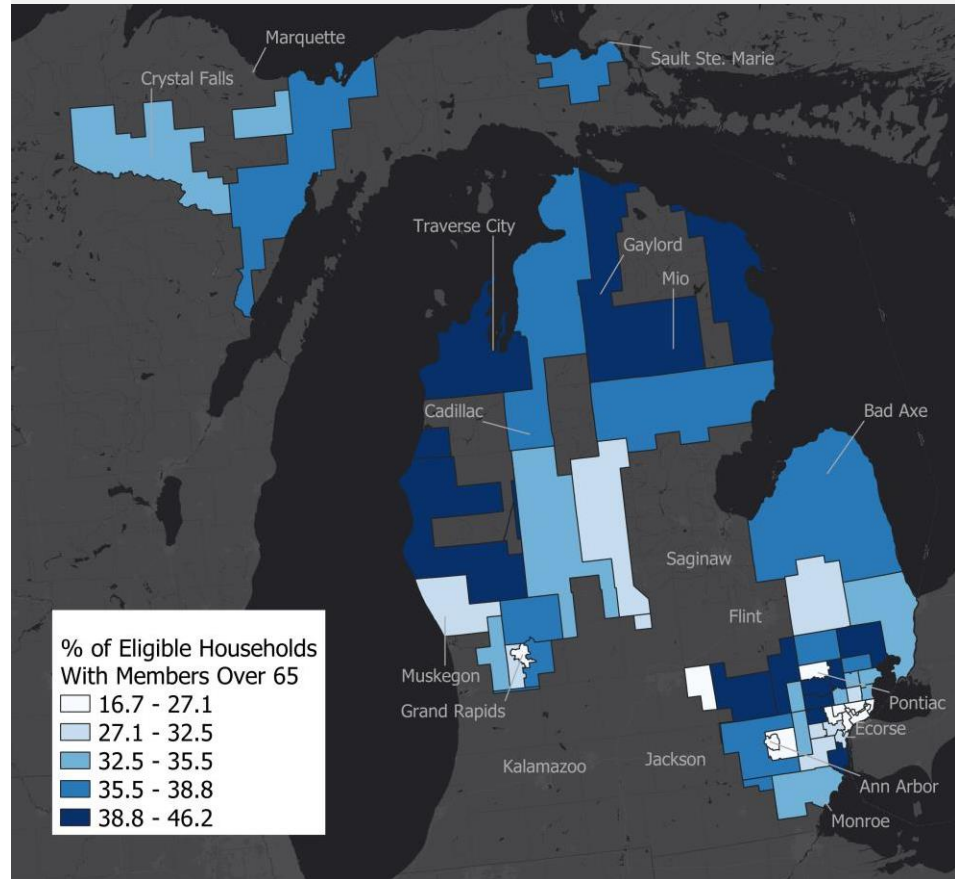 Marquette
Sault Ste. Marie
Crystal Falls
Traverse City
Gaylord
Mio
Cadillac
Bad Axe
Saginaw
Flint
Muskegon
Grand Rapids
Pontiac
Ecorse
Jackson
Kalamazoo
Ann Arbor
Monroe
% of Eligible Households
With Members Over 65
16.7 - 27.1
27.1 - 32.5
32.5 - 35.5
35.5 - 38.8
38.8 - 46.2